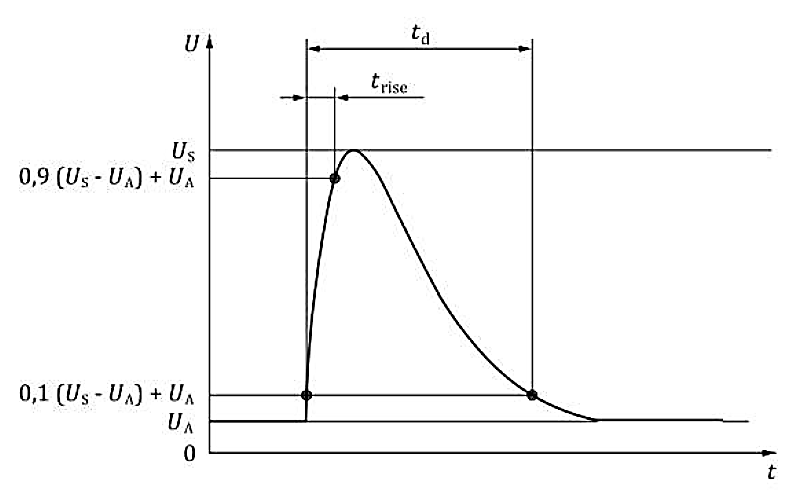 U
t_d
t_rise
U_S
0,9 (U_S - U_A) + U_A
0,1 (U_S - U_A) + U_A
U_A
0
t